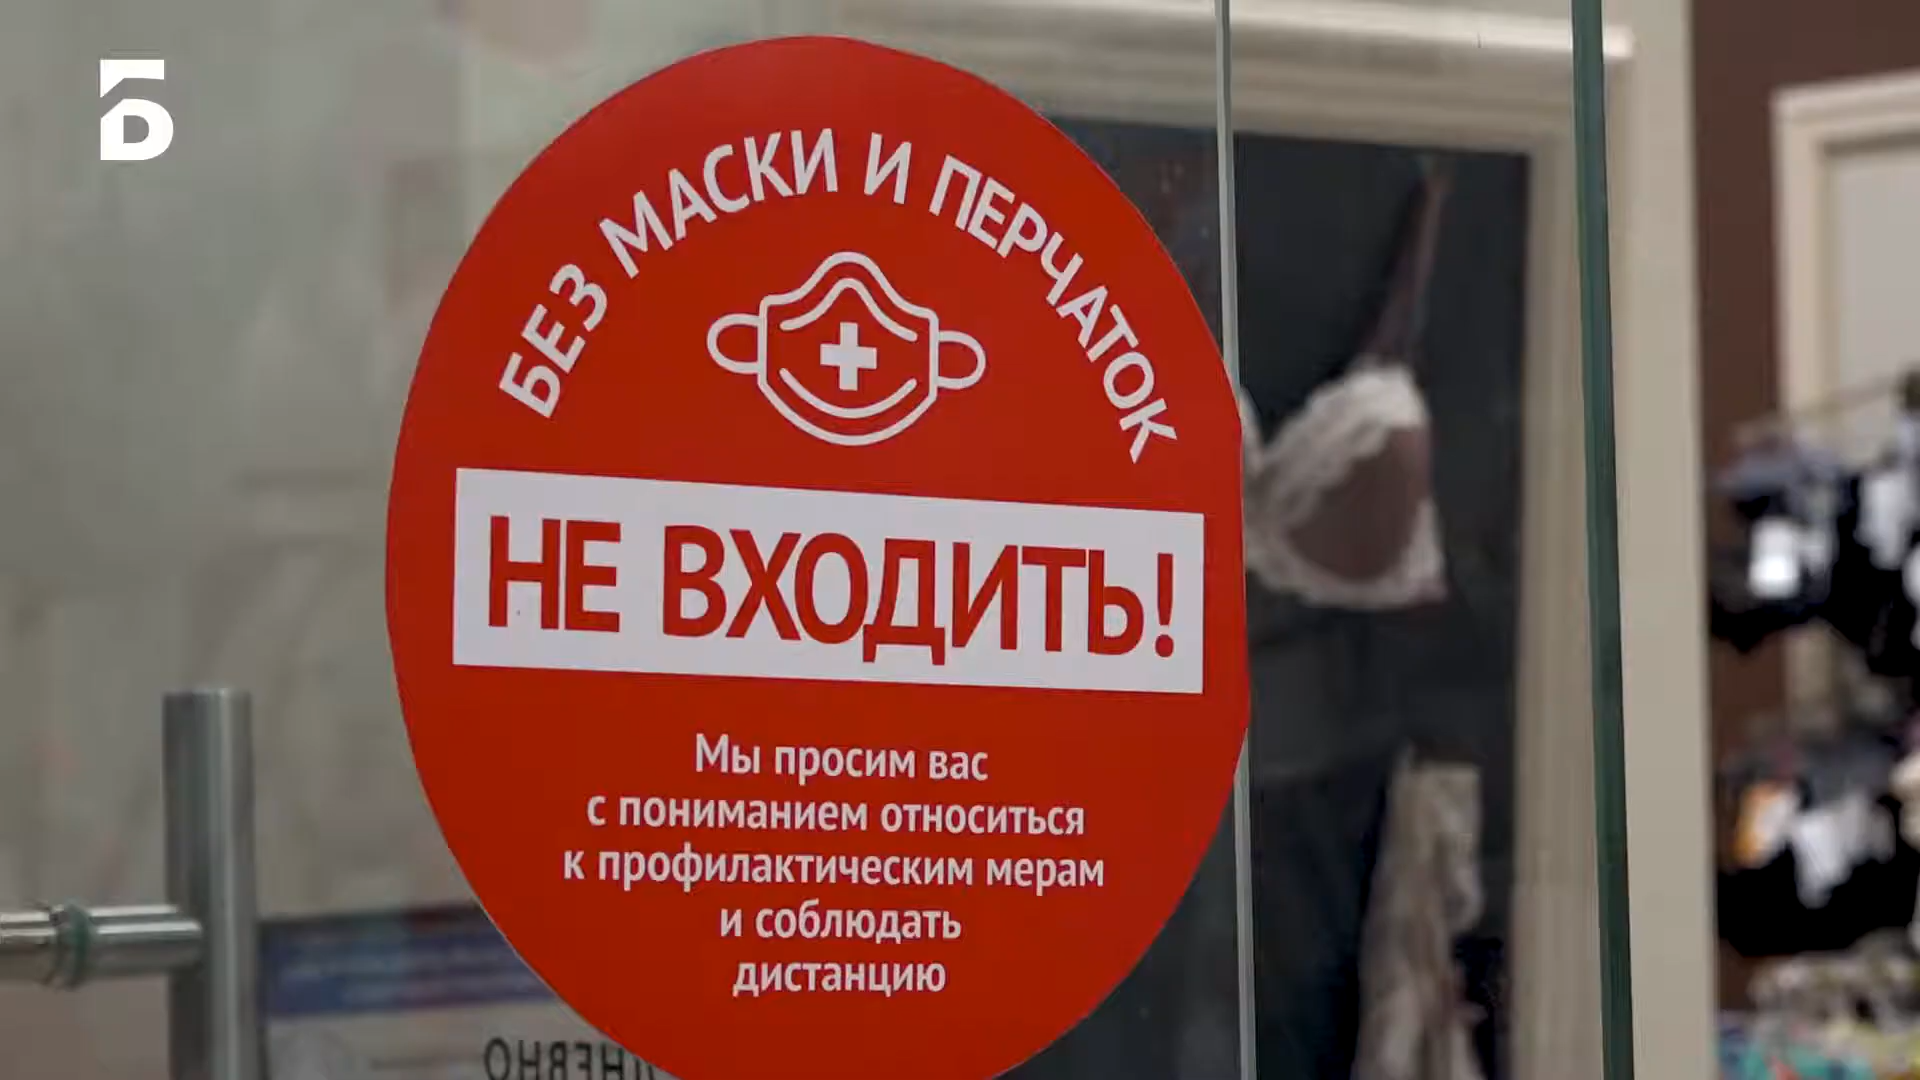 Б
БЕЗ МАСКИ И ПЕРЧАТОК
НЕ ВХОДИТЬ!
Мы просим вас
с пониманием относиться
к профилактическим мерам
и соблюдать
дистанцию